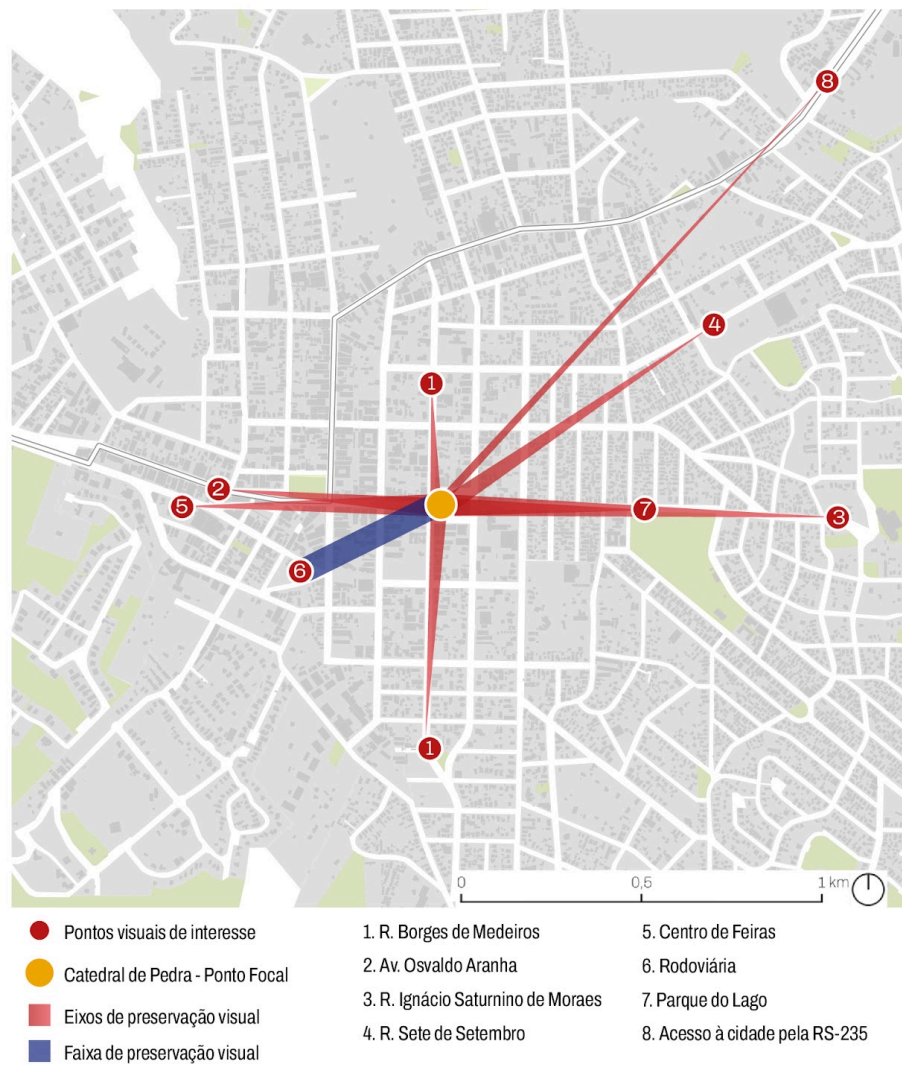 8
4
1
2
5
7
3
6
1
0 0,5 1 km
Pontos visuais de interesse
Catedral de Pedra - Ponto Focal
Eixos de preservação visual
Faixa de preservação visual
1. R. Borges de Medeiros
2. Av. Osvaldo Aranha
3. R. Ignácio Saturnino de Moraes
4. R. Sete de Setembro
5. Centro de Feiras
6. Rodoviária
7. Parque do Lago
8. Acesso à cidade pela RS-235